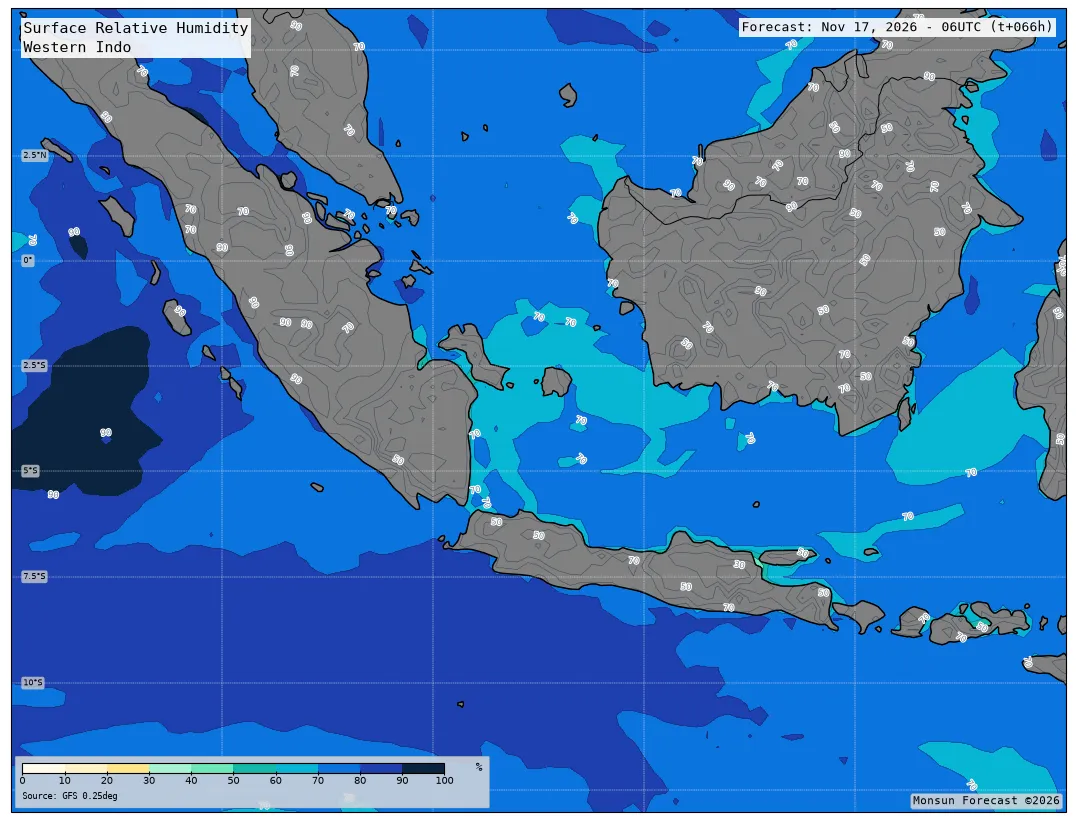 Surface Relative Humidity
Western Indo
Forecast: Nov 17, 2026 - 06UTC (t+066h)
2.5°N
0°
2.5°S
5°S
7.5°S
10°S
%
0 10 20 30 40 50 60 70 80 90 100
Source: GFS 0.25deg
Monsun Forecast ©2026